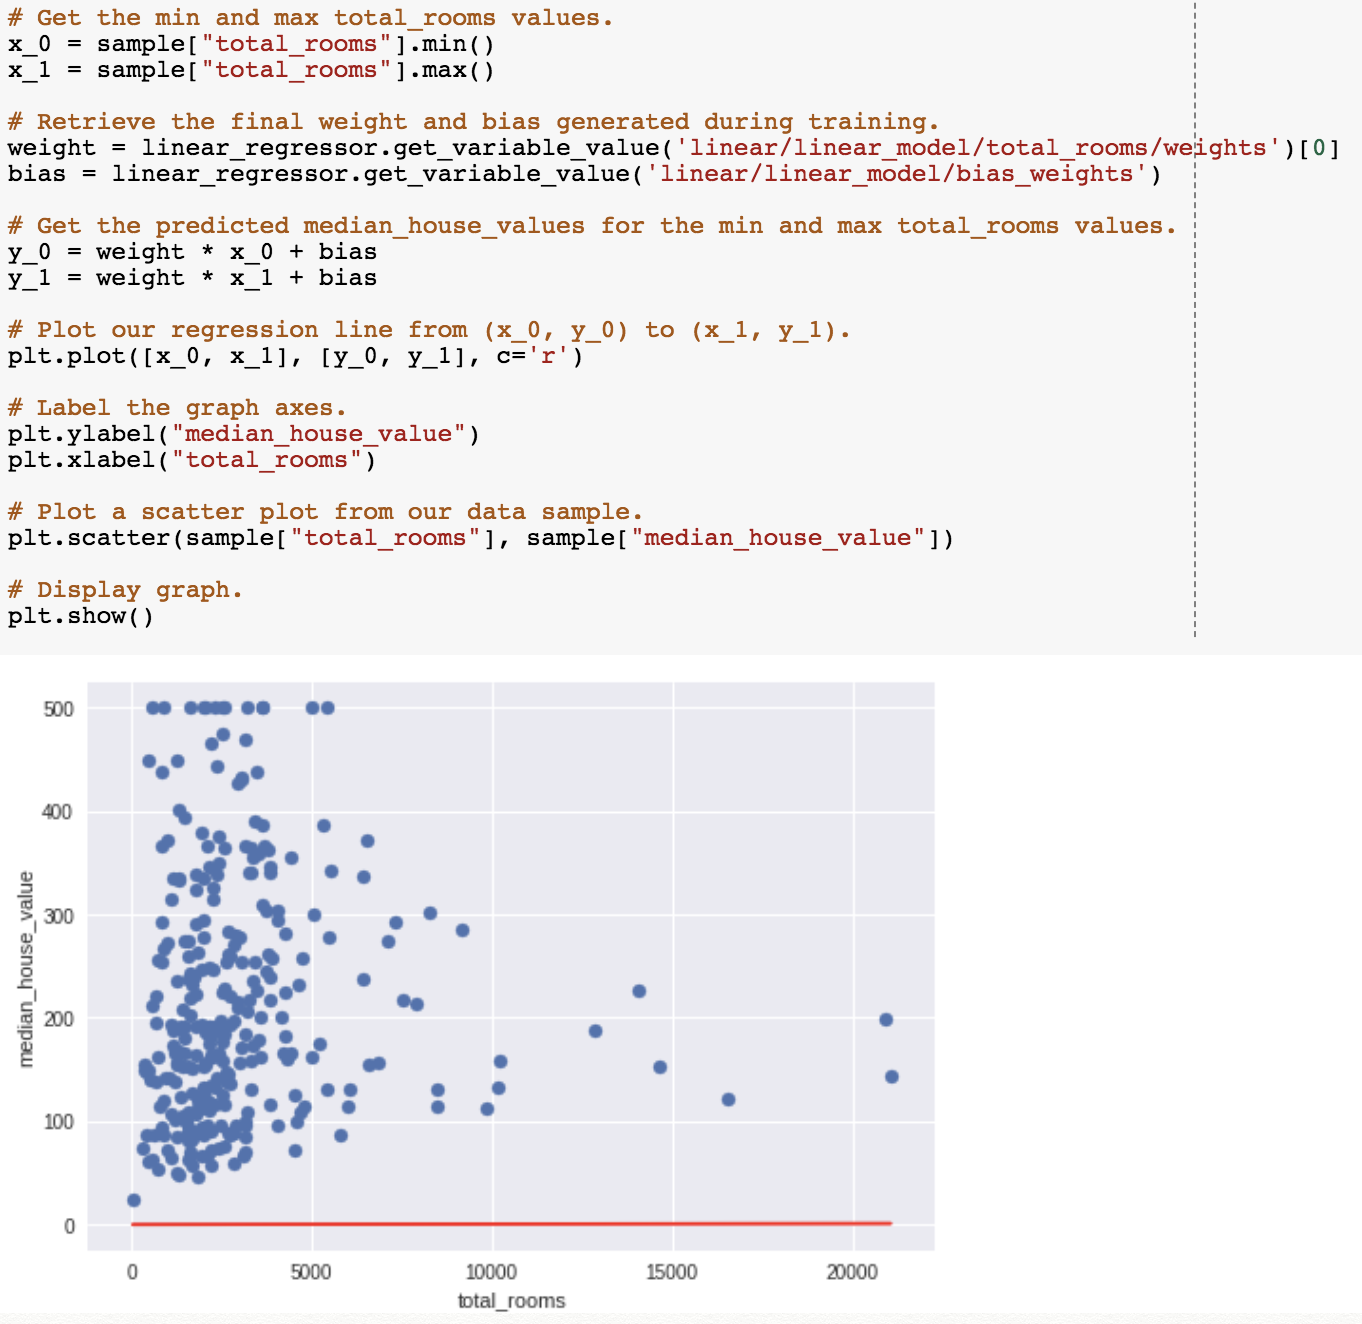 # Get the min and max total_rooms values.
x_0 = sample["total_rooms"].min()
x_1 = sample["total_rooms"].max()
# Retrieve the final weight and bias generated during training.
weight = linear_regressor.get_variable_value('linear/linear_model/total_rooms/weights')[0]
bias = linear_regressor.get_variable_value('linear/linear_model/bias_weights')
# Get the predicted median_house_values for the min and max total_rooms values.
y_0 = weight * x_0 + bias
y_1 = weight * x_1 + bias
# Plot our regression line from (x_0, y_0) to (x_1, y_1).
plt.plot([x_0, x_1], [y_0, y_1], c='r')
# Label the graph axes.
plt.ylabel("median_house_value")
plt.xlabel("total_rooms")
# Plot a scatter plot from our data sample.
plt.scatter(sample["total_rooms"], sample["median_house_value"])
# Display graph.
plt.show()
500
400
300
200
100
0
median_house_value
0 5000 10000 15000 20000
total_rooms